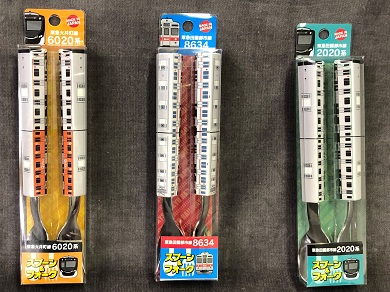 MADE IN JAPAN
東急大井町線
6020系
東急大井町線 6020系
スプーン
&フォーク
MADE IN JAPAN
東急田園都市線
8634
東急田園都市線 8634
スプーン
&フォーク
MADE IN JAPAN
東急田園都市線
2020系
東急田園都市線 2020系
スプーン
&フォーク